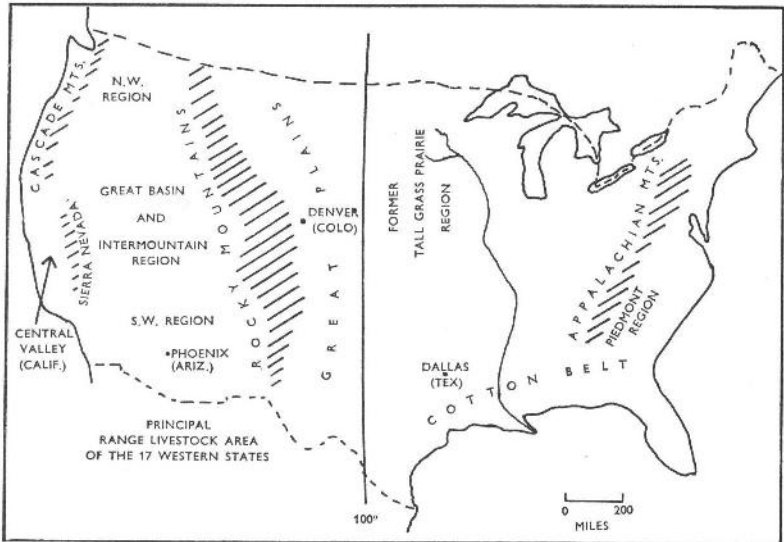 CASCADE MTS.
N.W.
REGION
ROCKY MOUNTAINS
GREAT PLAINS
GREAT BASIN
AND
INTERMOUNTAIN
REGION
SIERRA NEVADA
DENVER
(COLO)
FORMER
TALL GRASS PRAIRIE
REGION
APPALACHIAN MTS.
PIEDMONT
REGION
CENTRAL
VALLEY
(CALIF.)
S.W. REGION
PHOENIX
(ARIZ.)
DALLAS
(TEX)
COTTON BELT
PRINCIPAL
RANGE LIVESTOCK AREA
OF THE 17 WESTERN STATES
100°
0 200
MILES